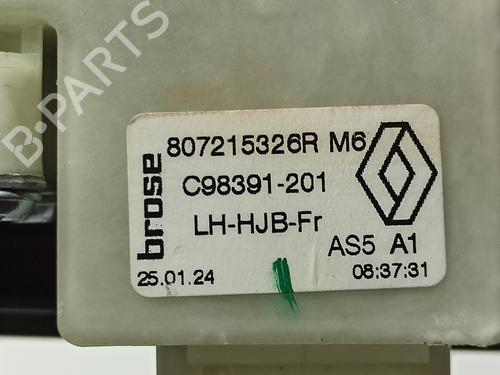 B-PARTS
brose
807215326R M6
C98391-201
LH-HJB-Fr
AS5 A1
25.01.24
08:37:31